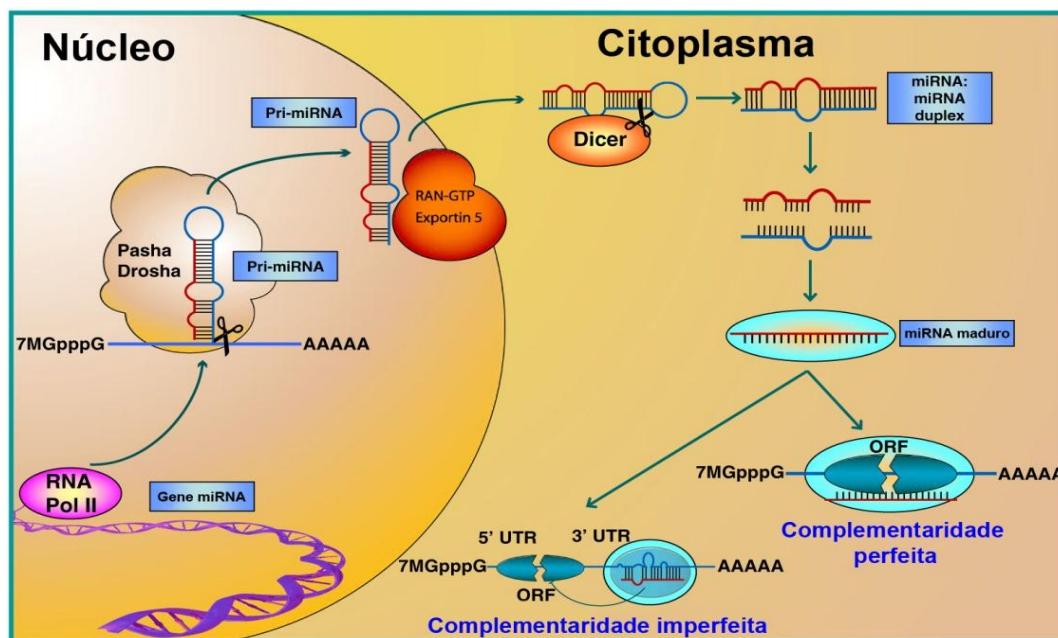 Núcleo
Citoplasma
Pri-miRNA
RAN-GTP
Exportin 5
Dicer
miRNA:
miRNA
duplex
Pasha
Drosha
Pri-miRNA
7MGpppG
AAAAA
RNA
Pol II
Gene miRNA
miRNA maduro
ORF
7MGpppG
AAAAA
Complementaridade
perfeita
5' UTR
3' UTR
7MGpppG
AAAAA
ORF
Complementaridade imperfeita